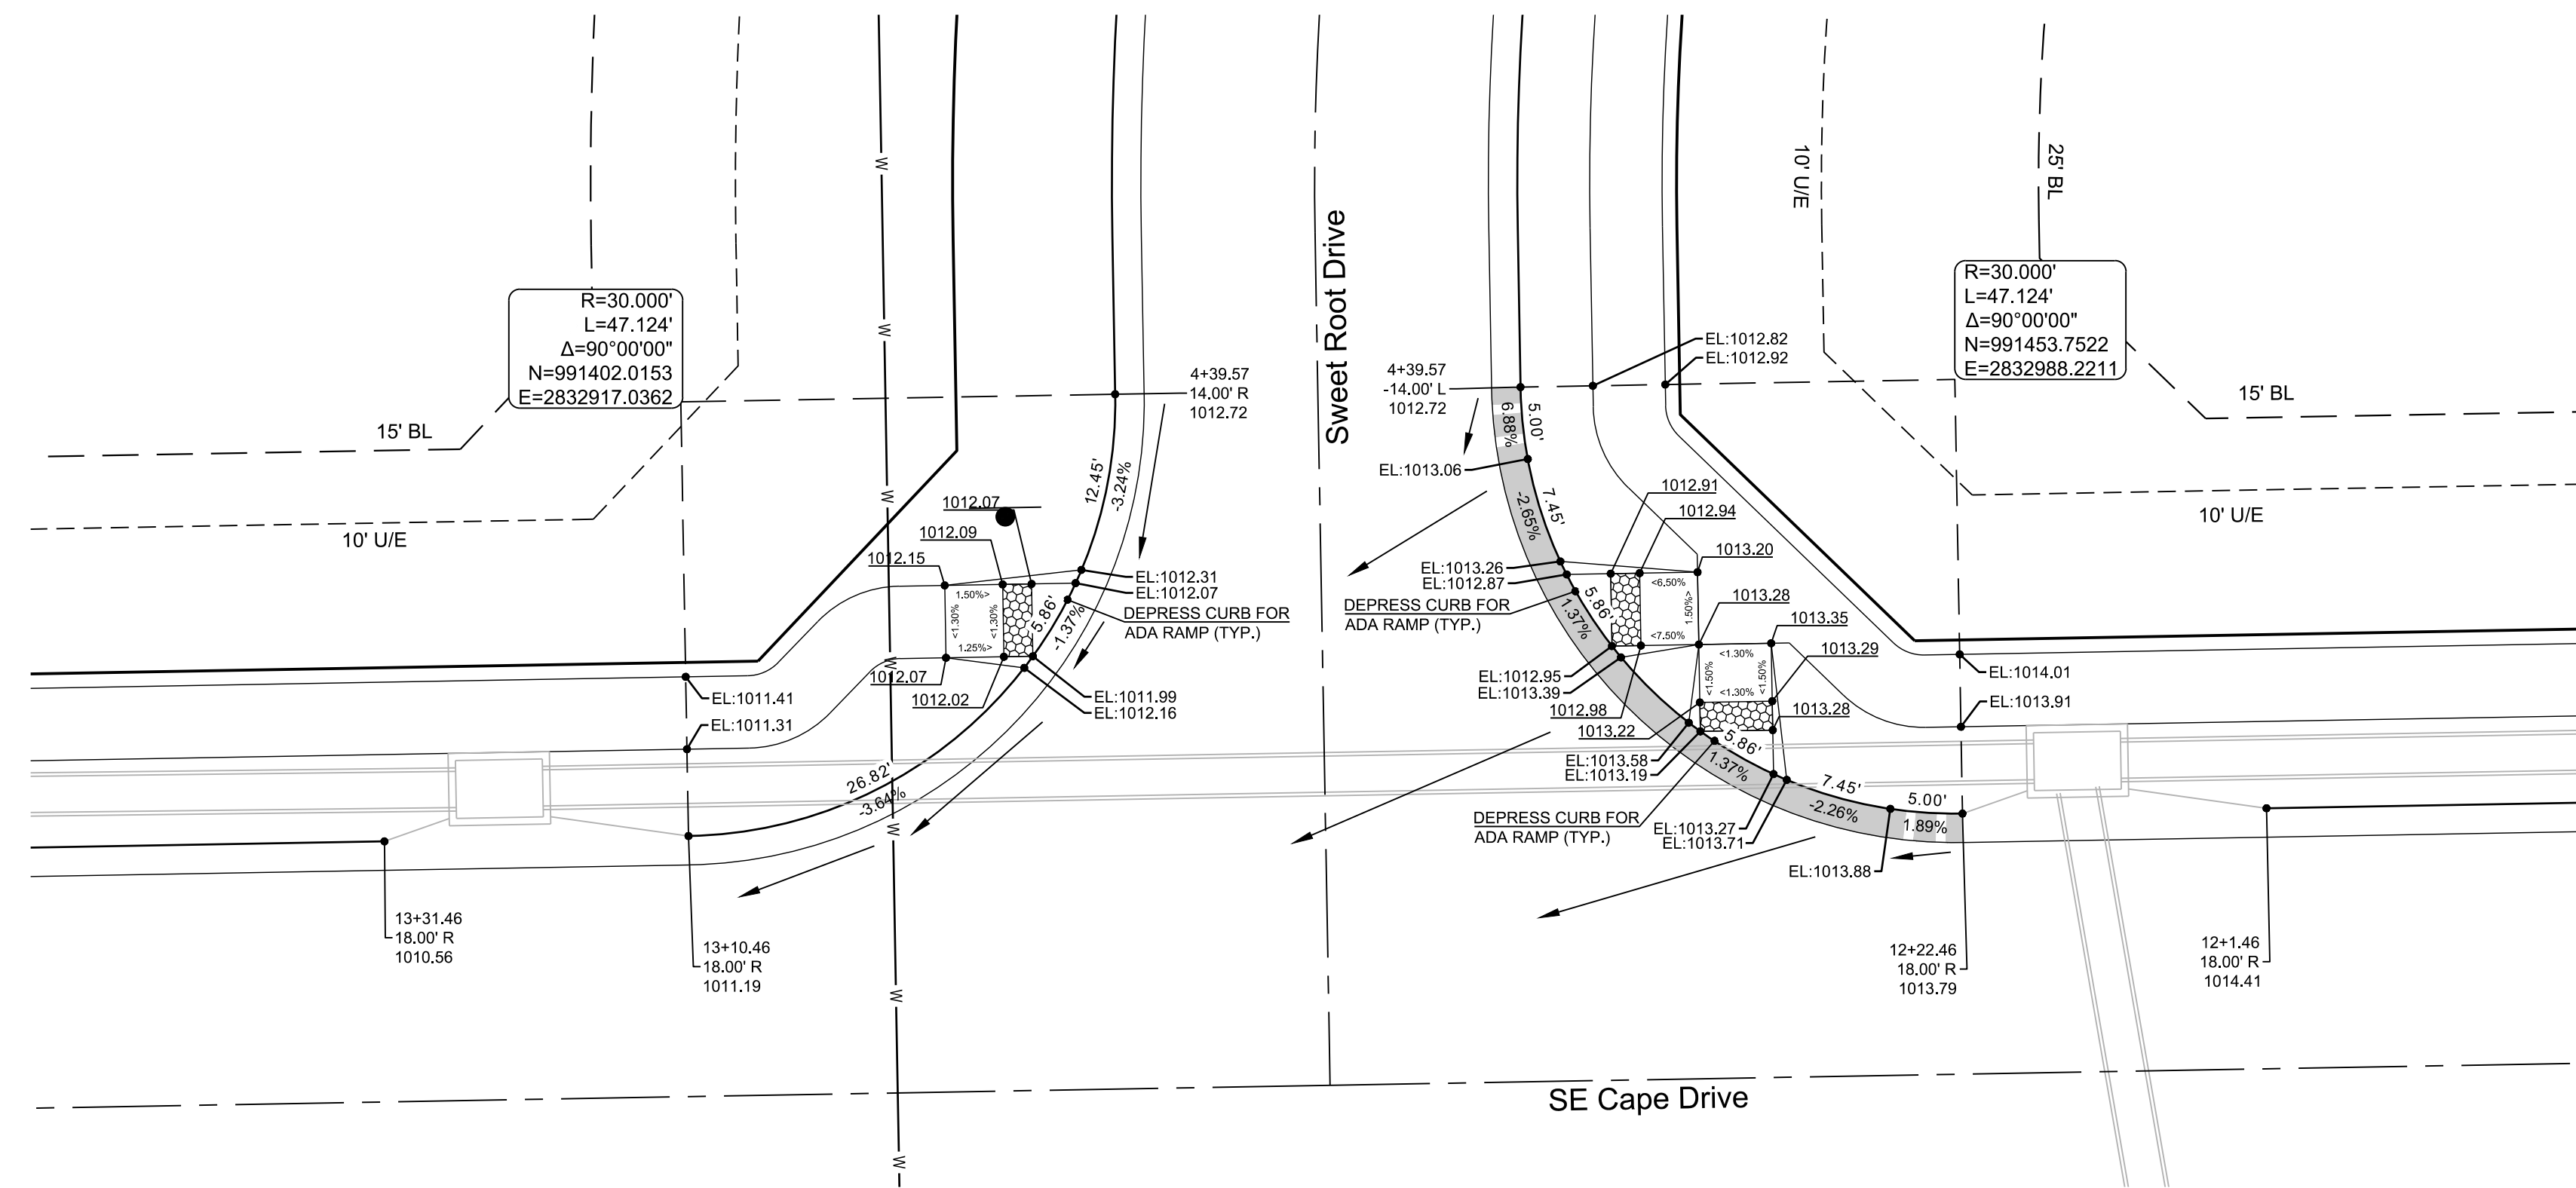 R=30.000'
L=47.124'
Δ=90°00'00"
N=991402.0153
E=2832917.0362
15' BL
10' U/E
W
W
W
W
W
W
W
4+39.57
14.00' R
1012.72
12.45'
-3.24%
1012.07
1012.09
1012.15
1.50%>
<1.30%
<1.30%
1.25%>
5.86'
-1.37%
EL:1012.31
EL:1012.07
DEPRESS CURB FOR
ADA RAMP (TYP.)
1012.07
1012.02
EL:1011.99
EL:1012.16
EL:1011.41
EL:1011.31
26.82'
-3.64%
13+31.46
18.00' R
1010.56
13+10.46
18.00' R
1011.19
Sweet Root Drive
4+39.57
-14.00' L
1012.72
6.88%
5.00'
EL:1013.06
-2.65%
7.45'
EL:1012.82
EL:1012.92
10' U/E
25' BL
R=30.000'
L=47.124'
Δ=90°00'00"
N=991453.7522
E=2832988.2211
15' BL
10' U/E
1012.91
1012.94
1013.20
EL:1013.26
EL:1012.87
DEPRESS CURB FOR
ADA RAMP (TYP.)
5.86'
1.37%
<6.50%
1.50%>
<7.50%
1013.28
1013.35
1013.29
EL:1012.95
EL:1013.39
1012.98
1013.22
<1.30%
<1.50%
<1.50%
<1.30%
1013.28
EL:1014.01
EL:1013.91
EL:1013.58
EL:1013.19
5.86'
1.37%
DEPRESS CURB FOR
ADA RAMP (TYP.)
EL:1013.27
EL:1013.71
7.45'
-2.26%
5.00'
1.89%
EL:1013.88
12+22.46
18.00' R
1013.79
12+1.46
18.00' R
1014.41
SE Cape Drive